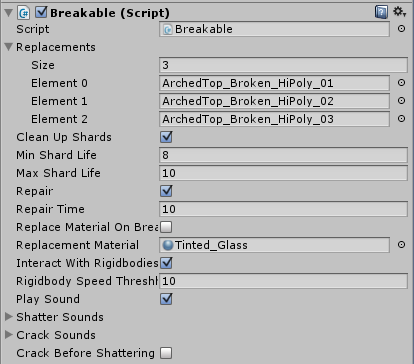 Breakable (Script)
Script Breakable
Replacements
Size 3
Element 0 ArchedTop_Broken_HiPoly_01
Element 1 ArchedTop_Broken_HiPoly_02
Element 2 ArchedTop_Broken_HiPoly_03
Clean Up Shards
Min Shard Life 8
Max Shard Life 10
Repair
Repair Time 10
Replace Material On Brea
Replacement Material Tinted_Glass
Interact With Rigidbodies
Rigidbody Speed Threshl 10
Play Sound
Shatter Sounds
Crack Sounds
Crack Before Shattering